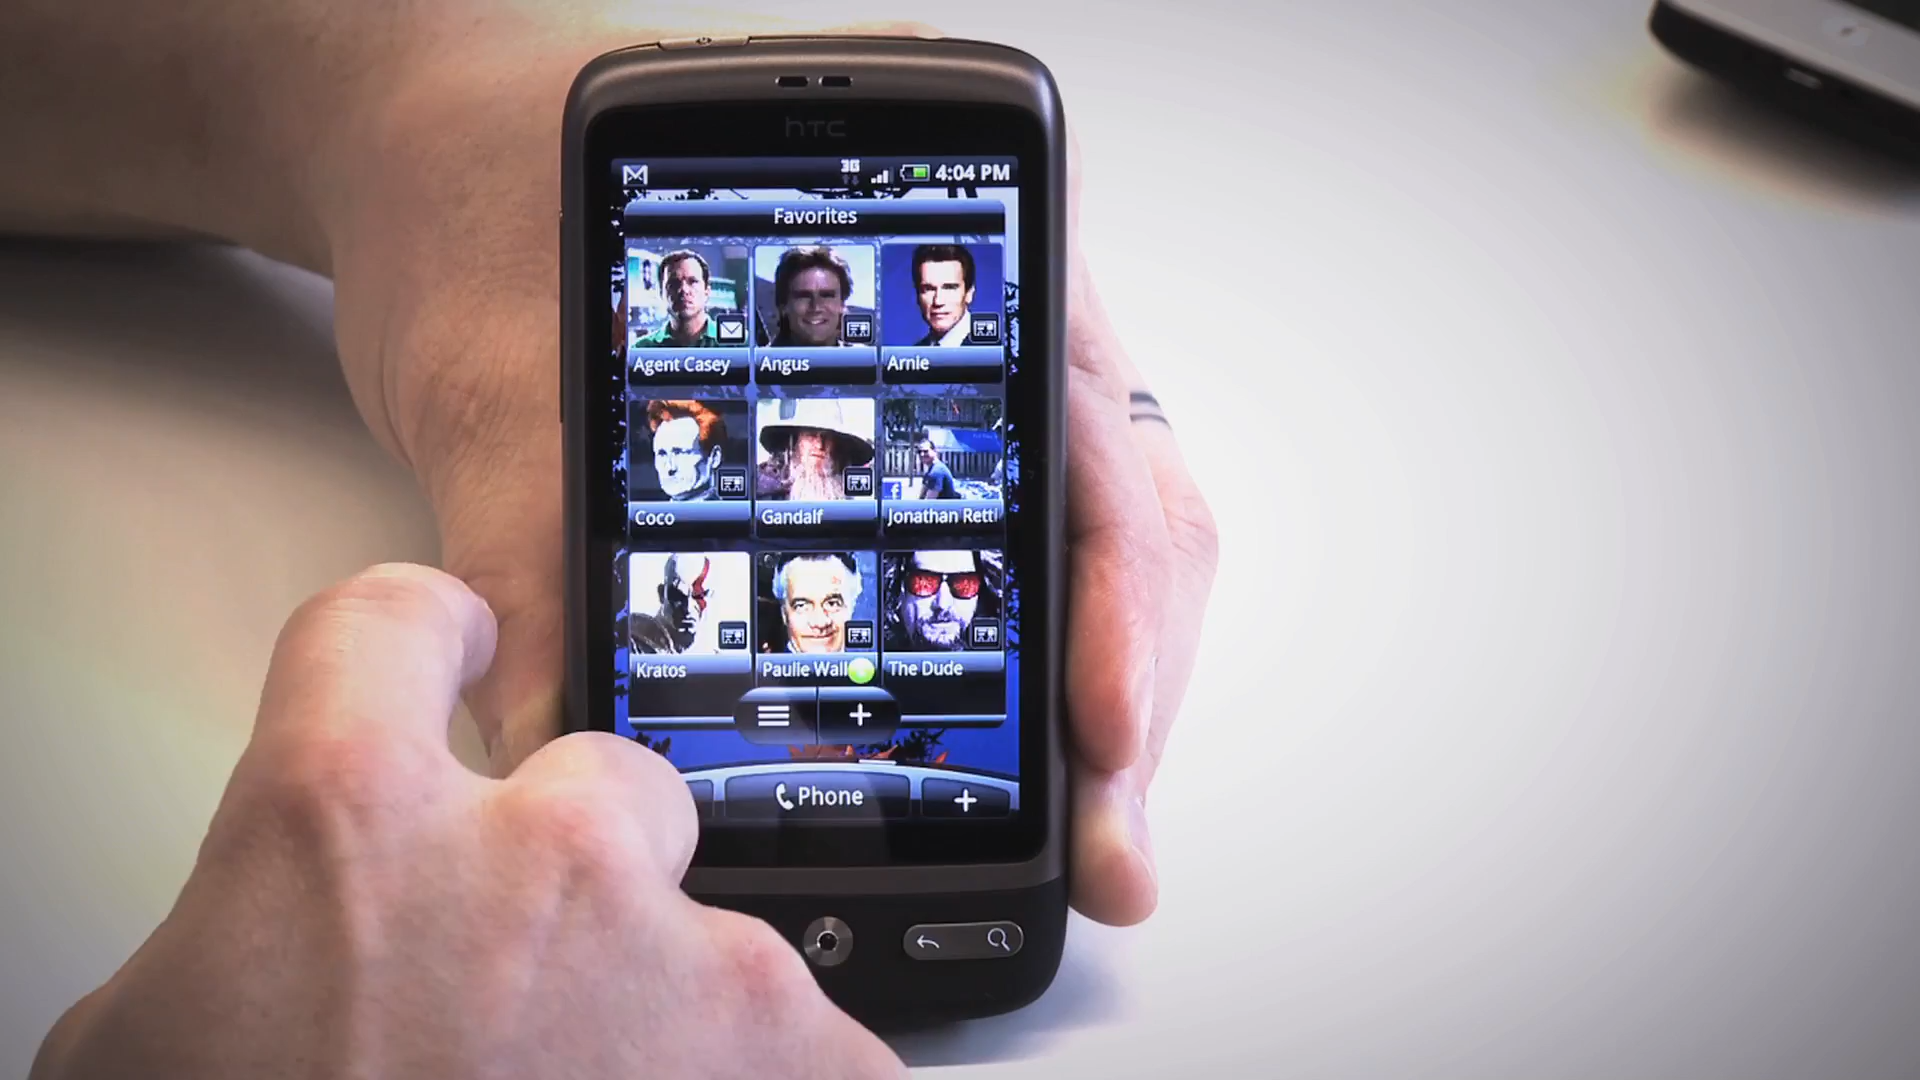 htc
3G 4:04 PM
Favorites
Agent Casey Angus Arnie
Coco Gandalf Jonathan Retti
Kratos Paulie Wall The Dude
Phone